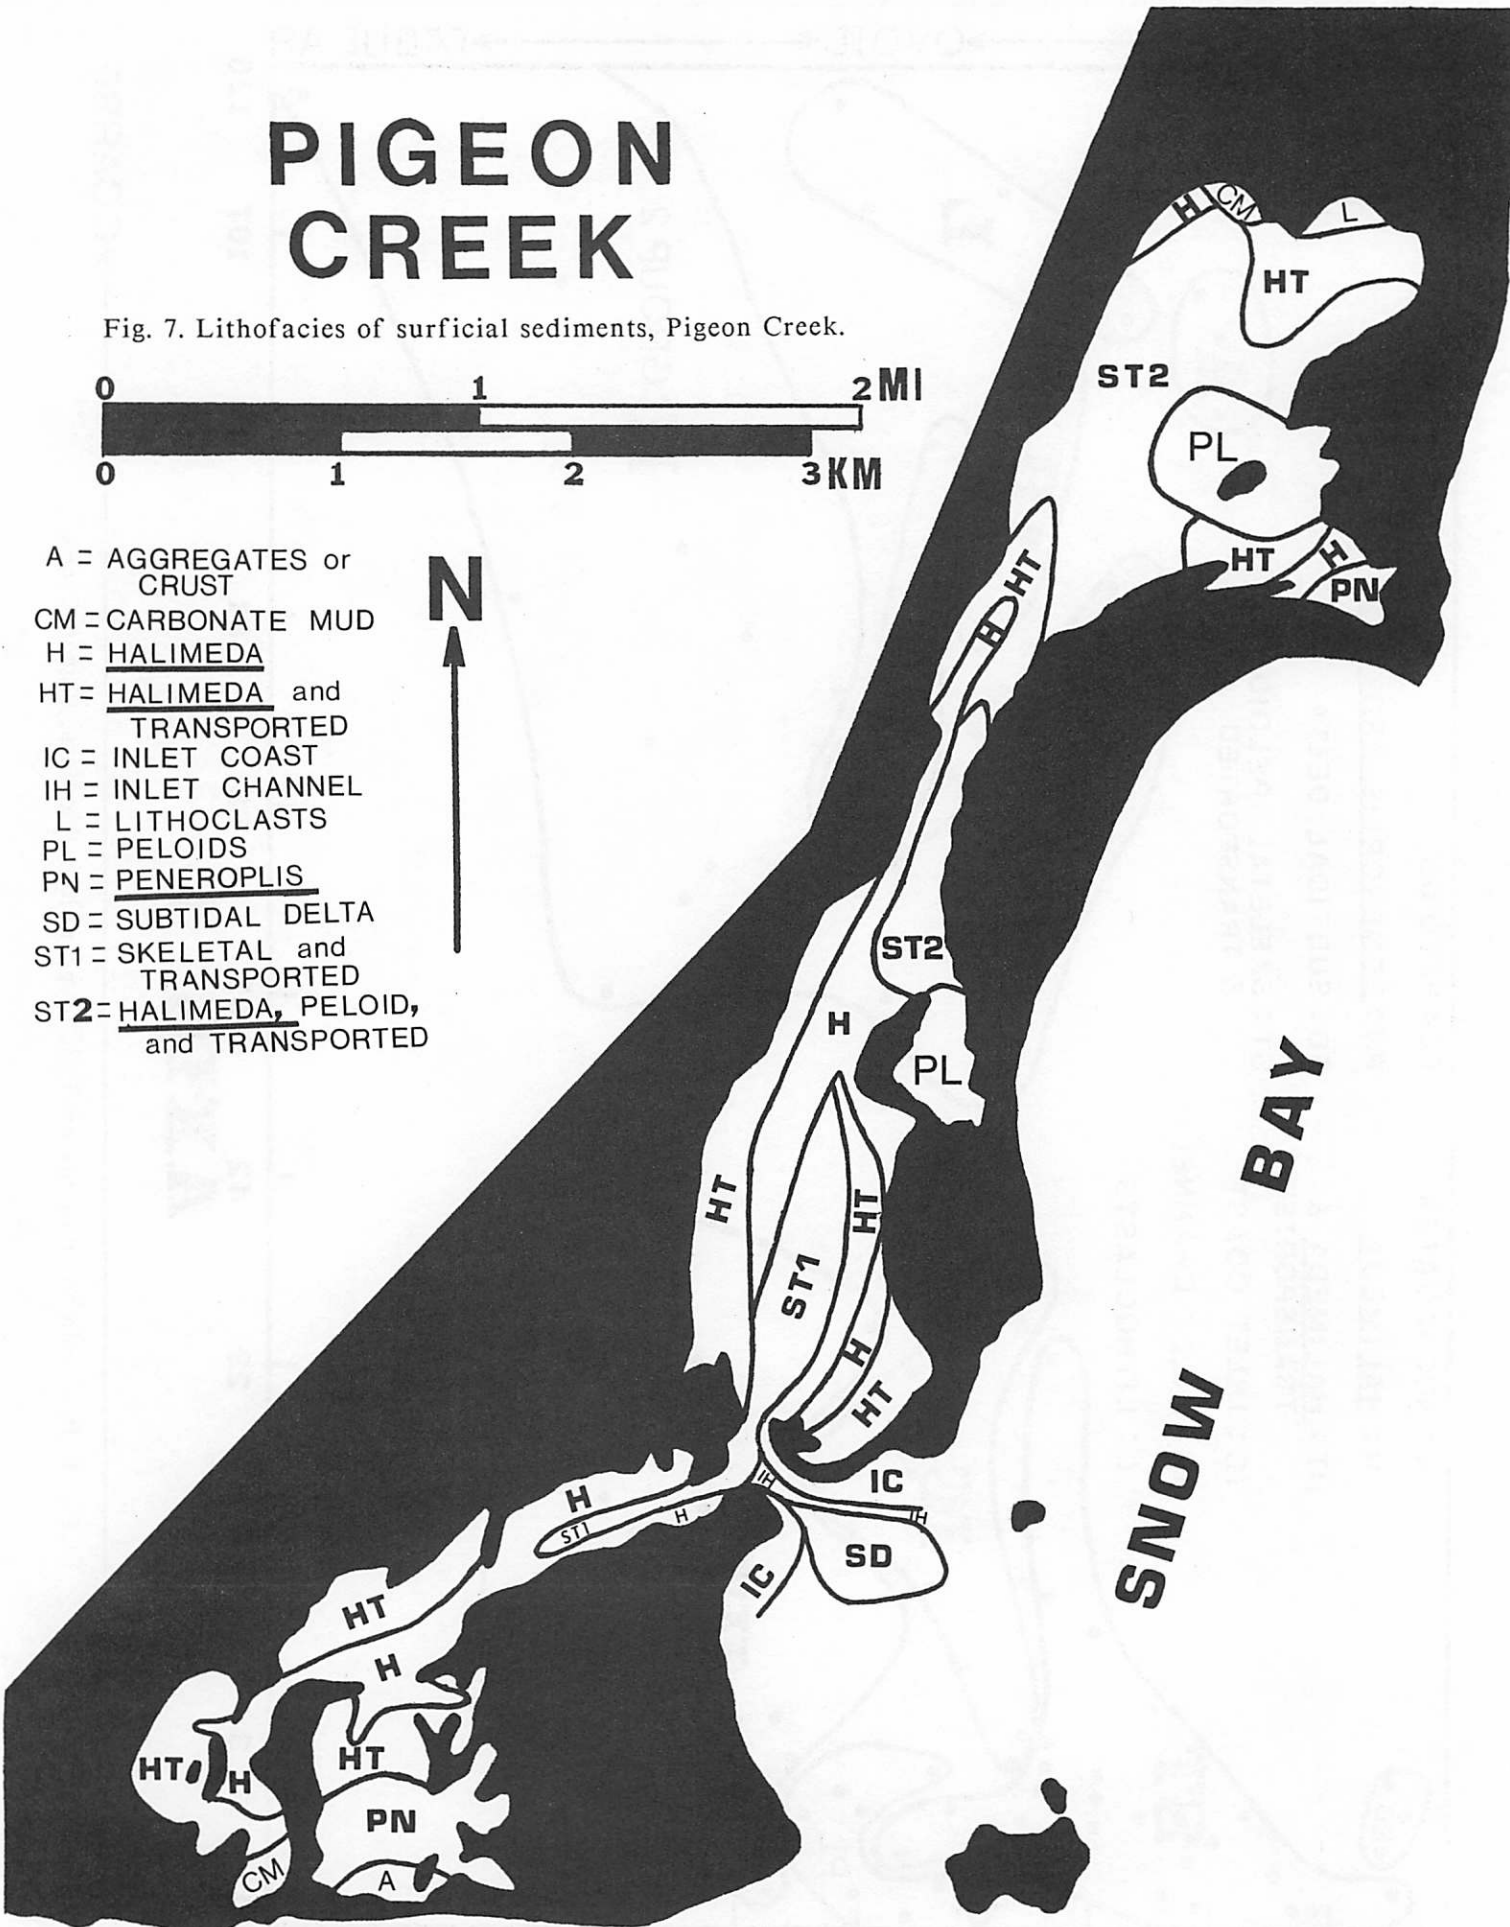 PIGEON
CREEK
Fig. 7. Lithofacies of surficial sediments, Pigeon Creek.
0 1 2 MI
0 1 2 3 KM
A = AGGREGATES or
CRUST
CM = CARBONATE MUD
H = HALIMEDA
HT = HALIMEDA and
TRANSPORTED
IC = INLET COAST
IH = INLET CHANNEL
L = LITHOCLASTS
PL = PELOIDS
PN = PENEROPLIS
SD = SUBTIDAL DELTA
ST1 = SKELETAL and
TRANSPORTED
ST2 = HALIMEDA, PELOID,
and TRANSPORTED
N
H
CM
L
HT
ST2
PL
HT
H
PN
HT
H
ST2
H
PL
HT
HT
ST1
H
HT
IC
IH
IH
H
ST1
H
SD
IC
HT
H
HT
H
HT
PN
CM
A
SNOW BAY